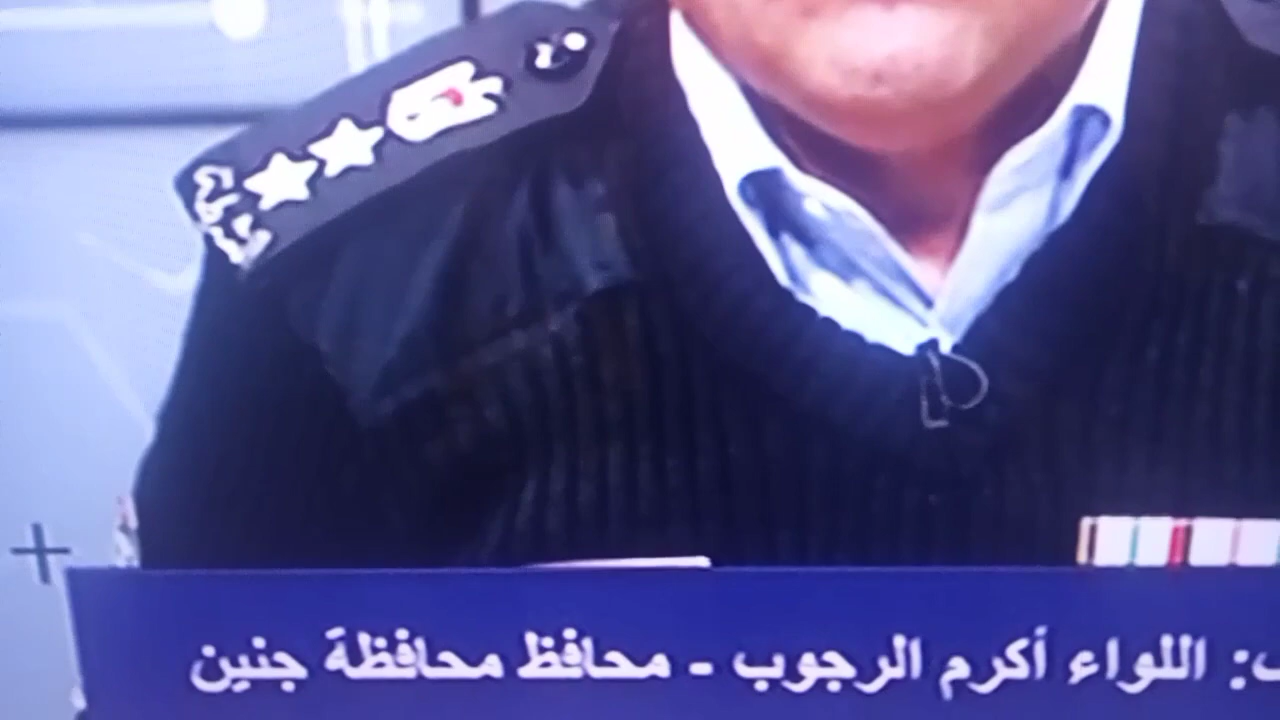 ف: اللواء أكرم الرجوب - محافظ محافظة جنين